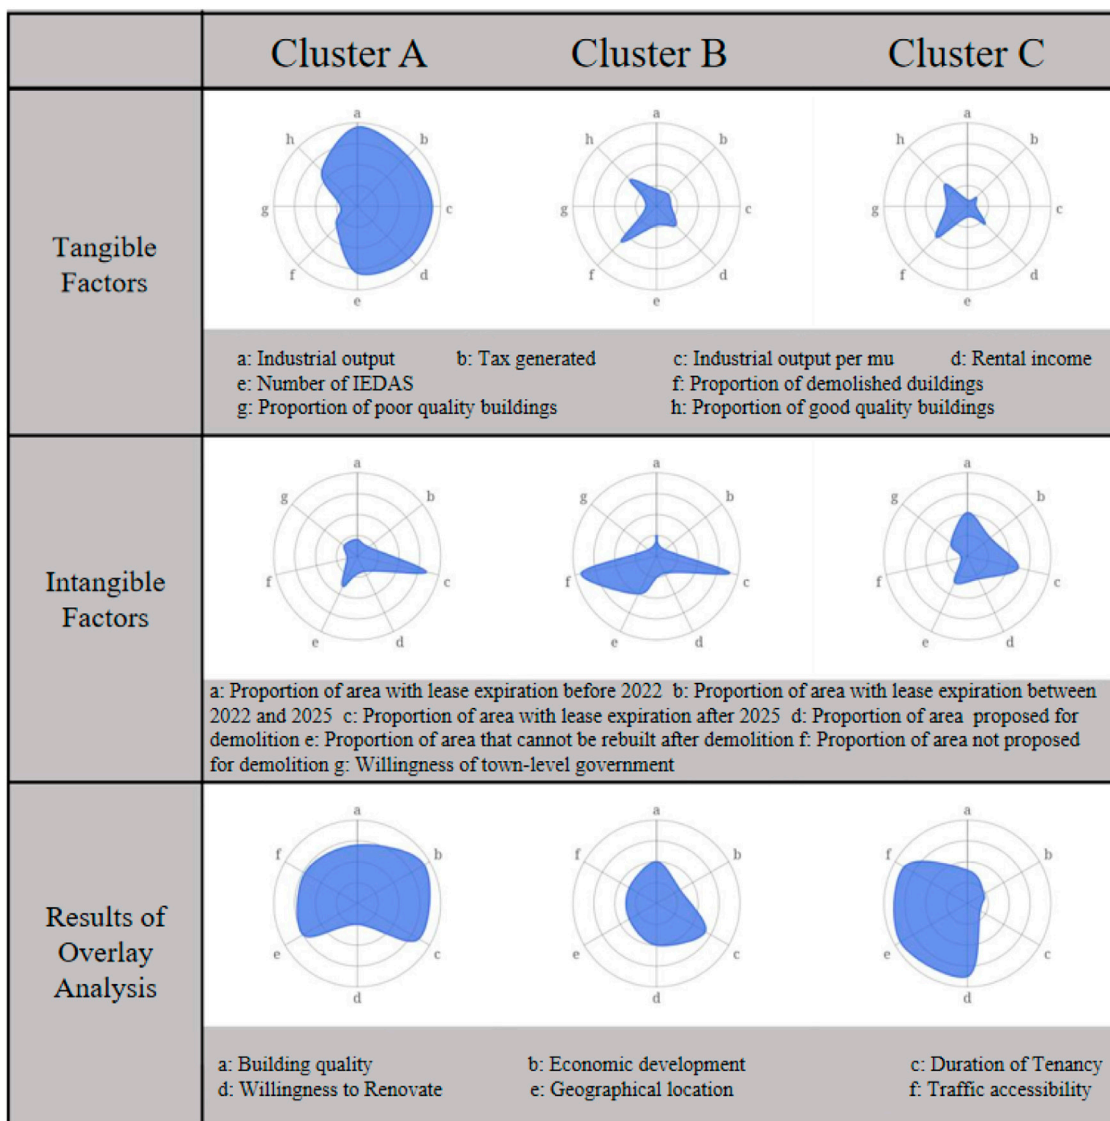 Cluster A Cluster B Cluster C
Tangible
Factors
a
b
c
d
e
f
g
h
a
b
c
d
e
f
g
h
a
b
c
d
e
f
g
h
a: Industrial output b: Tax generated c: Industrial output per mu d: Rental income
e: Number of IEDAS f: Proportion of demolished duildings
g: Proportion of poor quality buildings h: Proportion of good quality buildings
Intangible
Factors
a
b
c
d
e
f
g
a
b
c
d
e
f
g
a
b
c
d
e
f
g
a: Proportion of area with lease expiration before 2022 b: Proportion of area with lease expiration between
2022 and 2025 c: Proportion of area with lease expiration after 2025 d: Proportion of area proposed for
demolition e: Proportion of area that cannot be rebuilt after demolition f: Proportion of area not proposed
for demolition g: Willingness of town-level government
Results of
Overlay
Analysis
a
b
c
d
e
f
a
b
c
d
e
f
a
b
c
d
e
f
a: Building quality b: Economic development c: Duration of Tenancy
d: Willingness to Renovate e: Geographical location f: Traffic accessibility